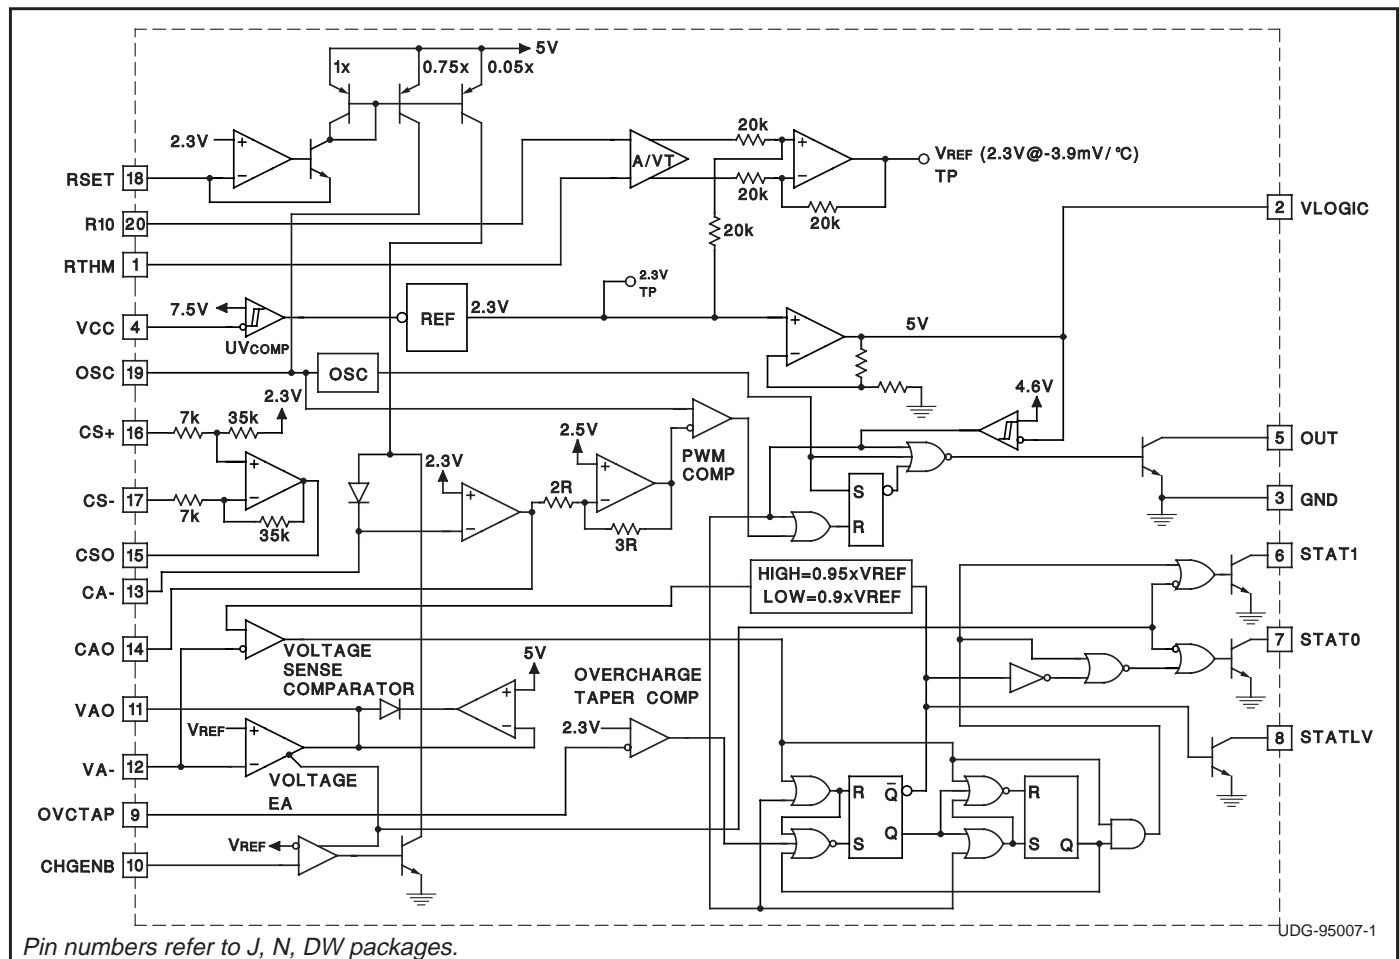 5V
1x
0.75x
0.05x
2.3V
+
−
RSET 18
R10 20
RTHM 1
A/VT
20k
20k
20k
20k
+
−
VREF (2.3V@-3.9mV/°C)
TP
2 VLOGIC
7.5V
VCC 4
UVCOMP
REF
2.3V
2.3V
TP
+
−
5V
OSC 19
OSC
2.3V
4.6V
7k
35k
CS+ 16
+
−
CS- 17
7k
35k
CSO 15
CA- 13
2.3V
+
−
2R
2.5V
+
−
3R
PWM
COMP
S
R
5 OUT
3 GND
6 STAT1
HIGH=0.95xVREF
LOW=0.9xVREF
CAO 14
VOLTAGE
SENSE
COMPARATOR
7 STAT0
5V
+
−
OVERCHARGE
TAPER COMP
2.3V
VAO 11
VREF
+
−
VA- 12
VOLTAGE
EA
8 STATLV
OVCTAP 9
R
Q̅
S
Q
R
S
Q
VREF
CHGENB 10
UDG-95007-1
Pin numbers refer to J, N, DW packages.